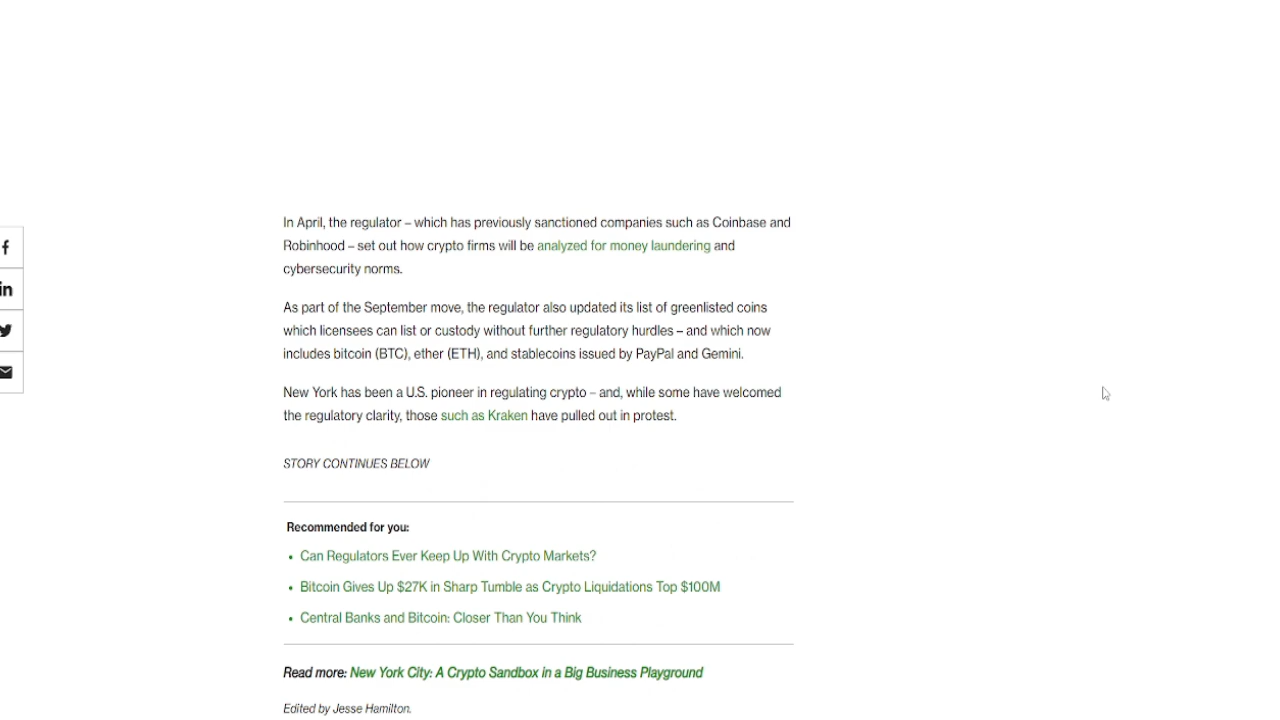 In April, the regulator – which has previously sanctioned companies such as Coinbase and
Robinhood – set out how crypto firms will be analyzed for money laundering and
cybersecurity norms.
As part of the September move, the regulator also updated its list of greenlisted coins
which licensees can list or custody without further regulatory hurdles – and which now
includes bitcoin (BTC), ether (ETH), and stablecoins issued by PayPal and Gemini.
New York has been a U.S. pioneer in regulating crypto – and, while some have welcomed
the regulatory clarity, those such as Kraken have pulled out in protest.
STORY CONTINUES BELOW
Recommended for you:
• Can Regulators Ever Keep Up With Crypto Markets?
• Bitcoin Gives Up $27K in Sharp Tumble as Crypto Liquidations Top $100M
• Central Banks and Bitcoin: Closer Than You Think
Read more: New York City: A Crypto Sandbox in a Big Business Playground
Edited by Jesse Hamilton.